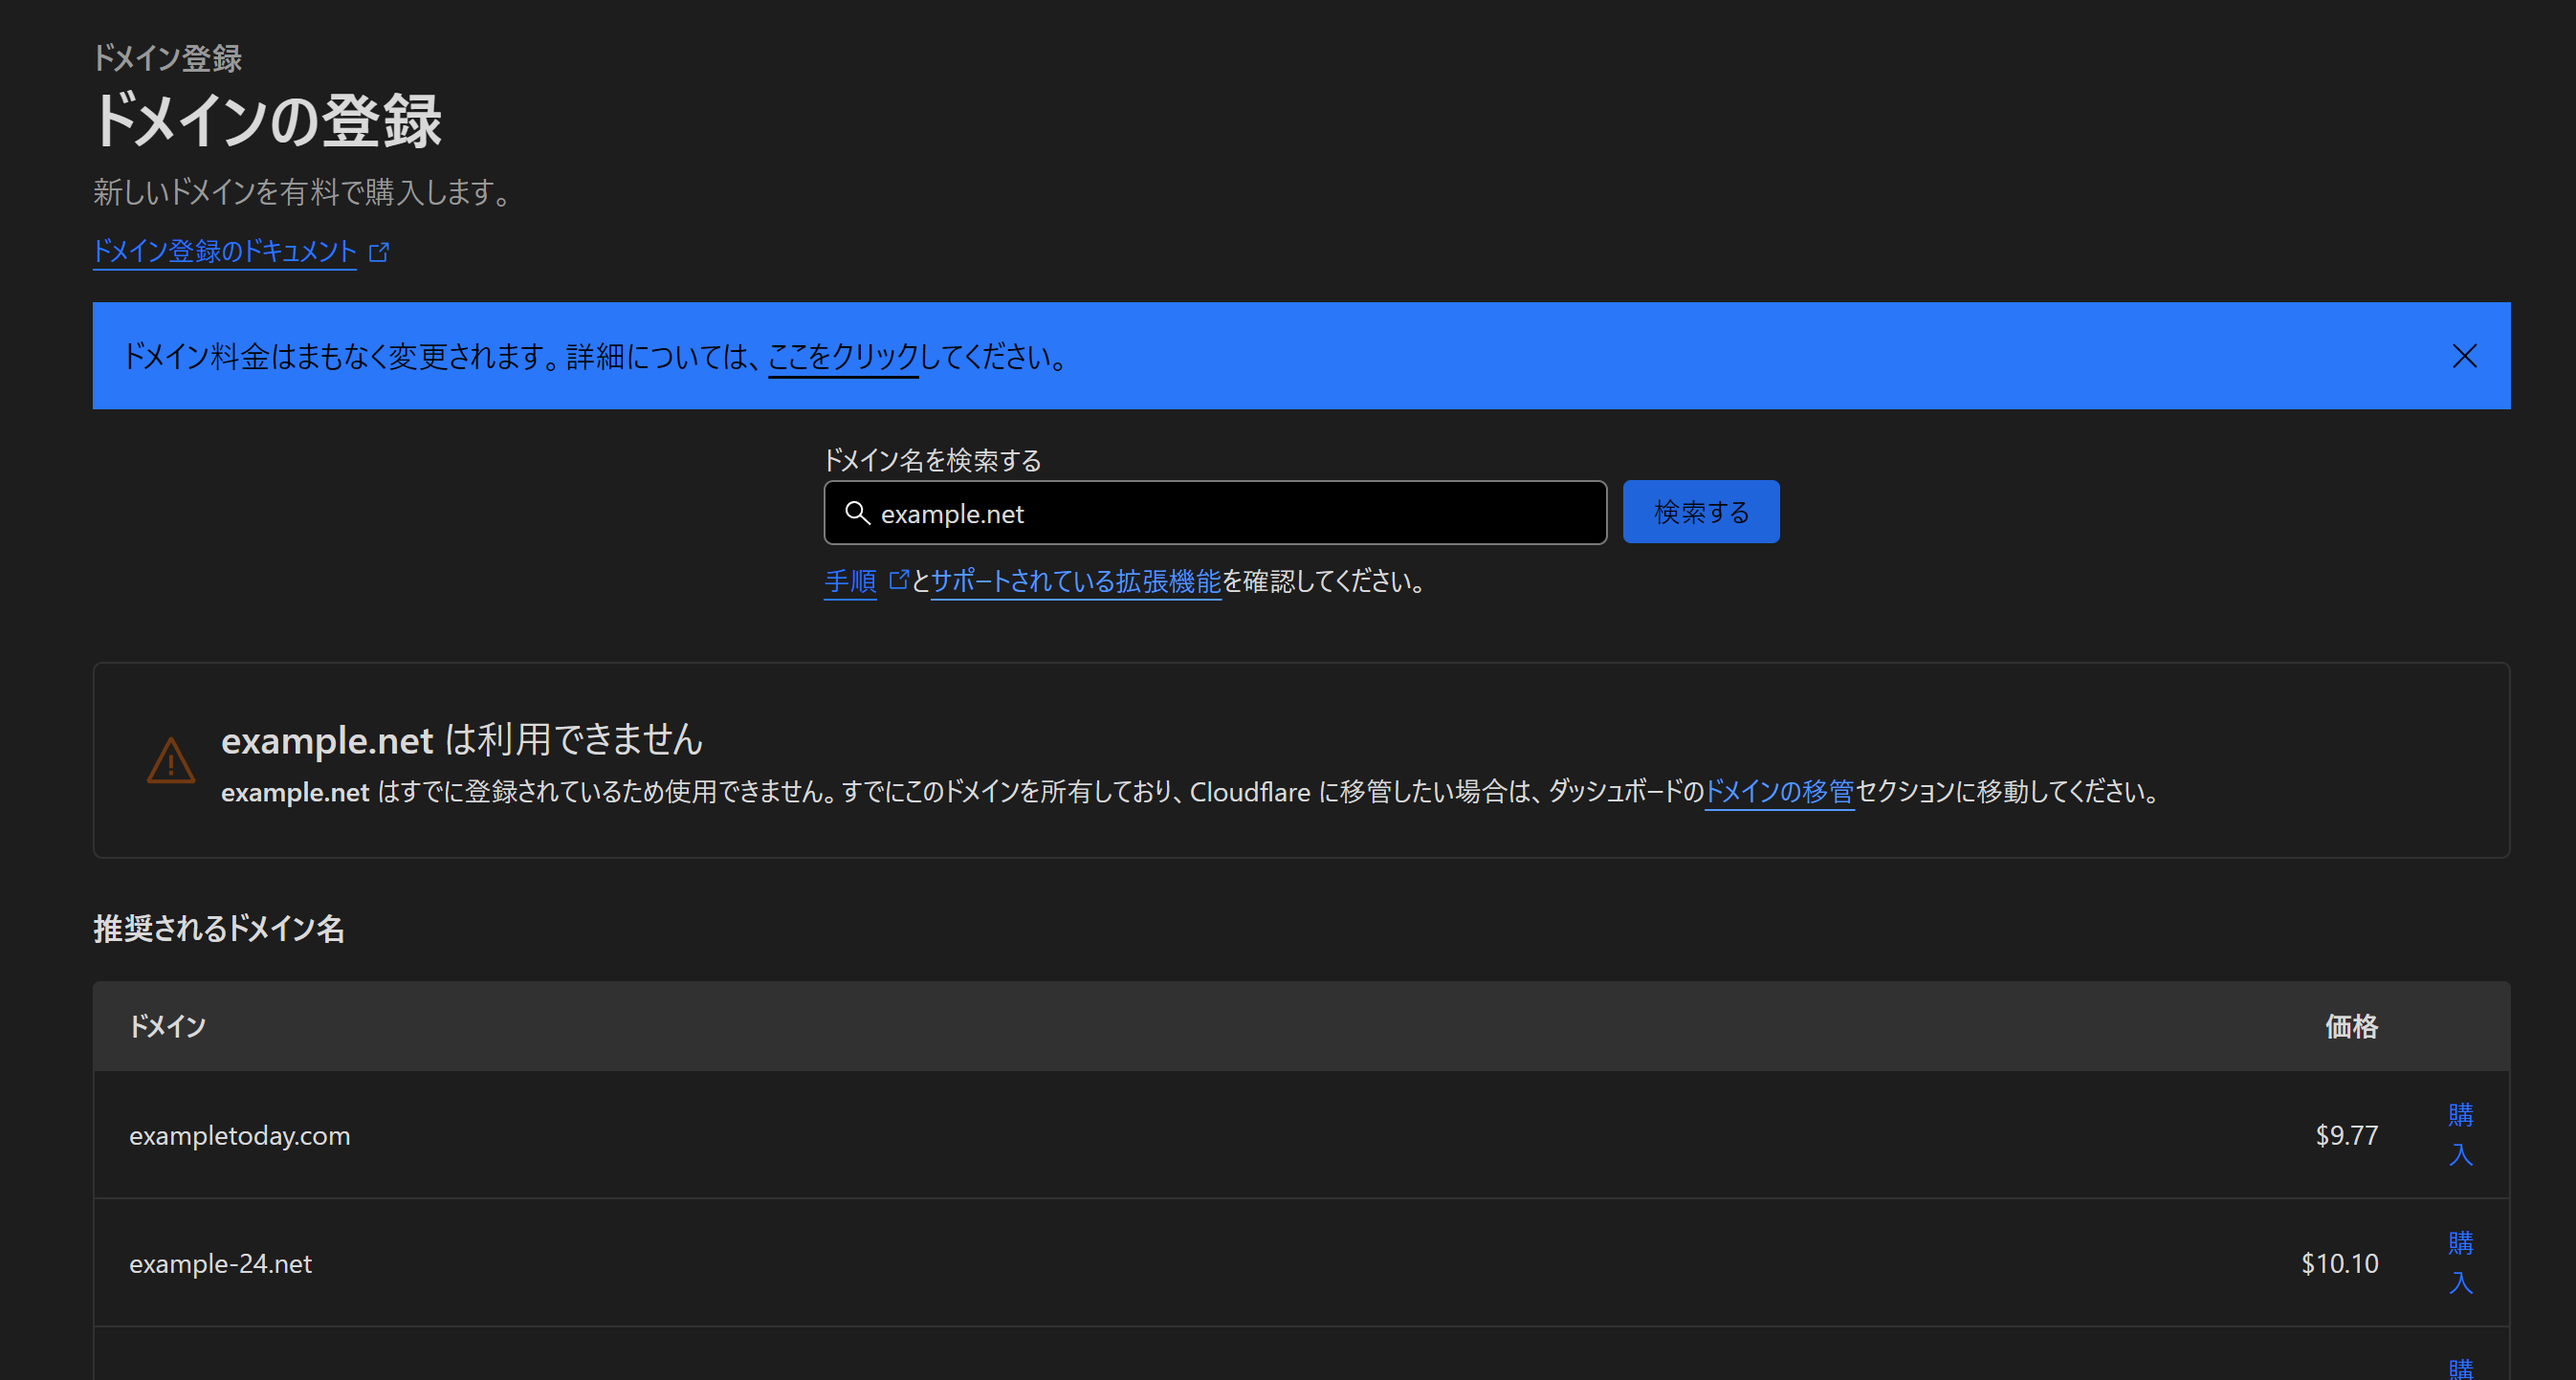 ドメイン登録
ドメインの登録
新しいドメインを有料で購入します。
ドメイン登録のドキュメント
ドメイン料金はまもなく変更されます。詳細については、ここをクリックしてください。
ドメイン名を検索する
example.net
検索する
手順とサポートされている拡張機能を確認してください。
example.net は利用できません
example.net はすでに登録されているため使用できません。すでにこのドメインを所有しており、Cloudflare に移管したい場合は、ダッシュボードのドメインの移管セクションに移動してください。
推奨されるドメイン名
ドメイン 価格
exampletoday.com $9.77 購入
example-24.net $10.10 購入
購